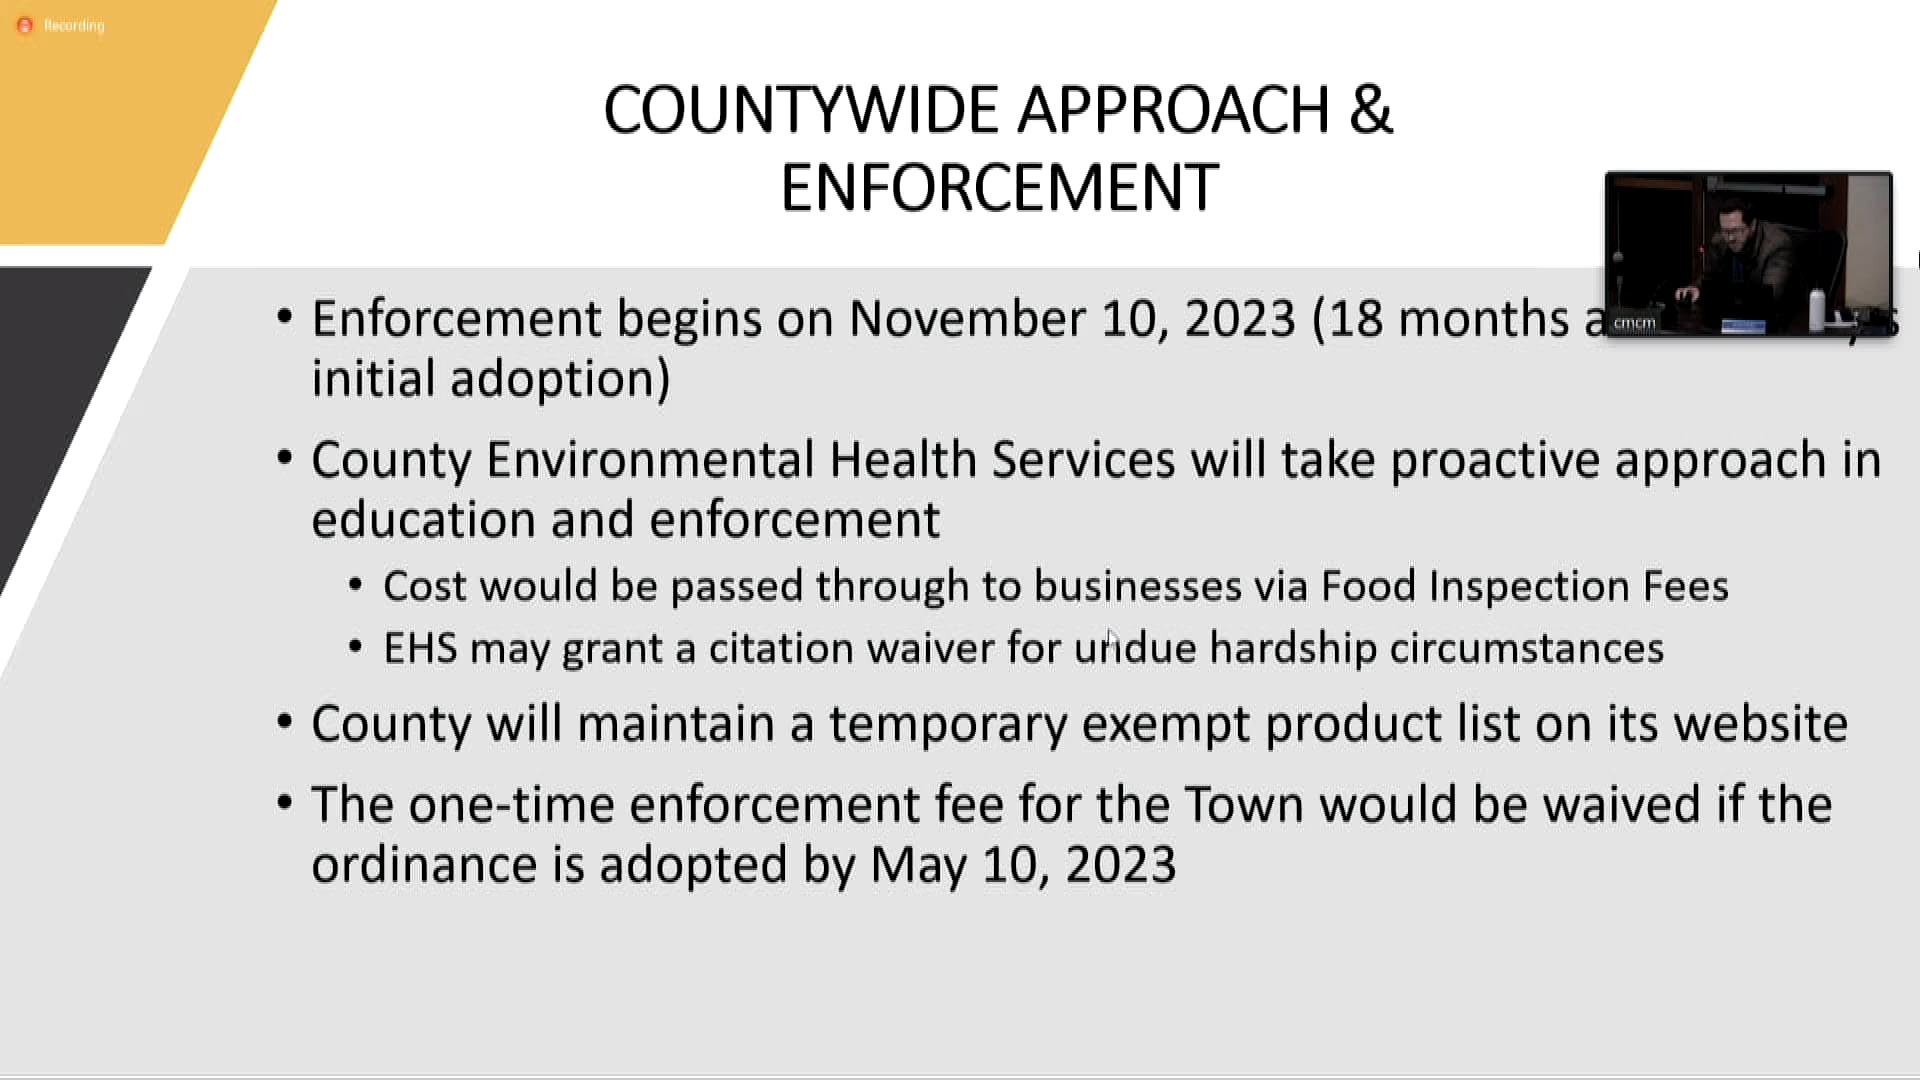 Recording
COUNTYWIDE APPROACH &
ENFORCEMENT
cmcm
• Enforcement begins on November 10, 2023 (18 months
initial adoption)
• County Environmental Health Services will take proactive approach in
education and enforcement
• Cost would be passed through to businesses via Food Inspection Fees
• EHS may grant a citation waiver for undue hardship circumstances
• County will maintain a temporary exempt product list on its website
• The one-time enforcement fee for the Town would be waived if the
ordinance is adopted by May 10, 2023